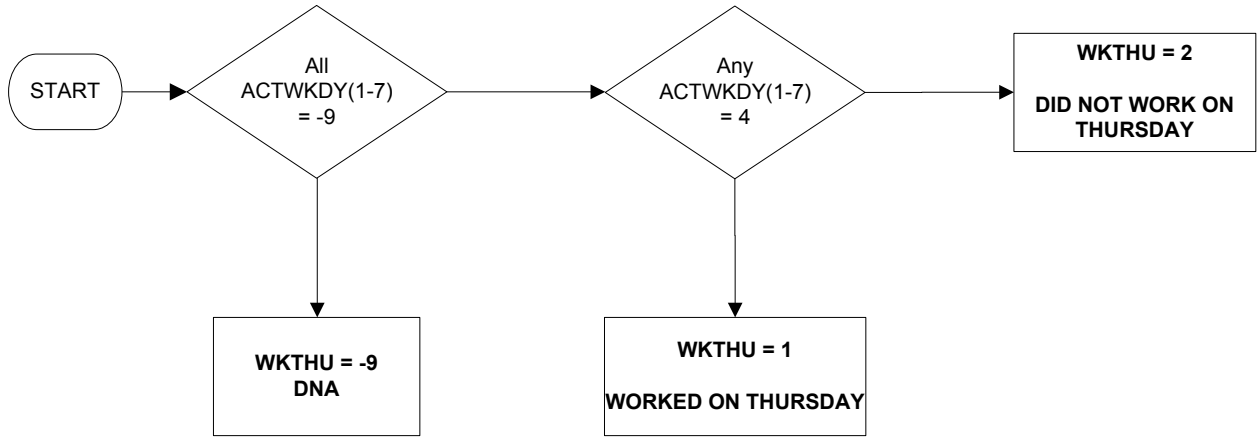 START
All
ACTWKDY(1-7)
= -9
Any
ACTWKDY(1-7)
= 4
WKTHU = 2
DID NOT WORK ON
THURSDAY
WKTHU = -9
DNA
WKTHU = 1
WORKED ON THURSDAY